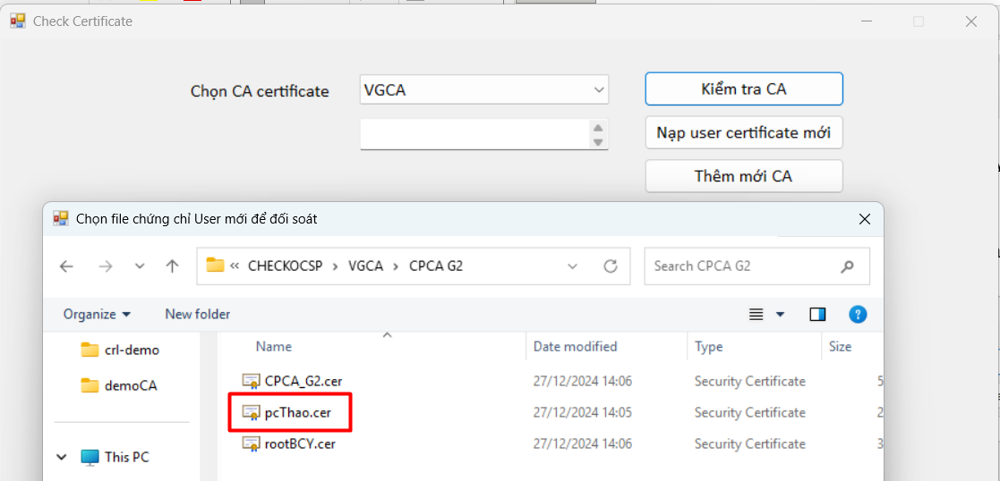 Check Certificate
Chọn CA certificate VGCA Kiểm tra CA
Nạp user certificate mới
Thêm mới CA
Chọn file chứng chỉ User mới để đối soát
« CHECKOCSP > VGCA > CPCA G2 Search CPCA G2
Organize New folder ?
Name Date modified Type Size
crl-demo
CPCA_G2.cer 27/12/2024 14:06 Security Certificate 5
demoCA
pcThao.cer 27/12/2024 14:05 Security Certificate 2
rootBCY.cer 27/12/2024 14:06 Security Certificate 3
This PC